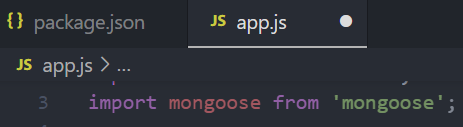 {} package.json JS app.js
JS app.js > ...
3 import mongoose from 'mongoose';